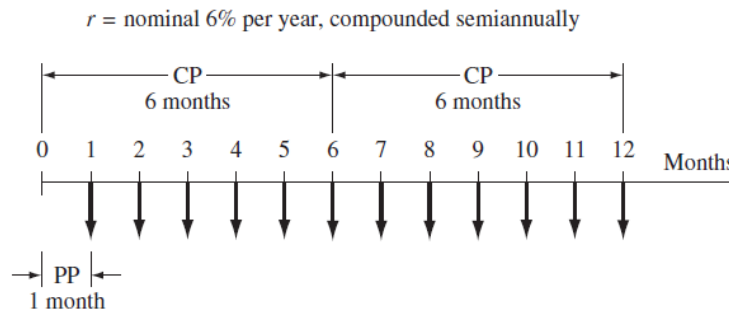 r = nominal 6% per year, compounded semiannually
CP CP
6 months 6 months
0 1 2 3 4 5 6 7 8 9 10 11 12
Months
PP
1 month